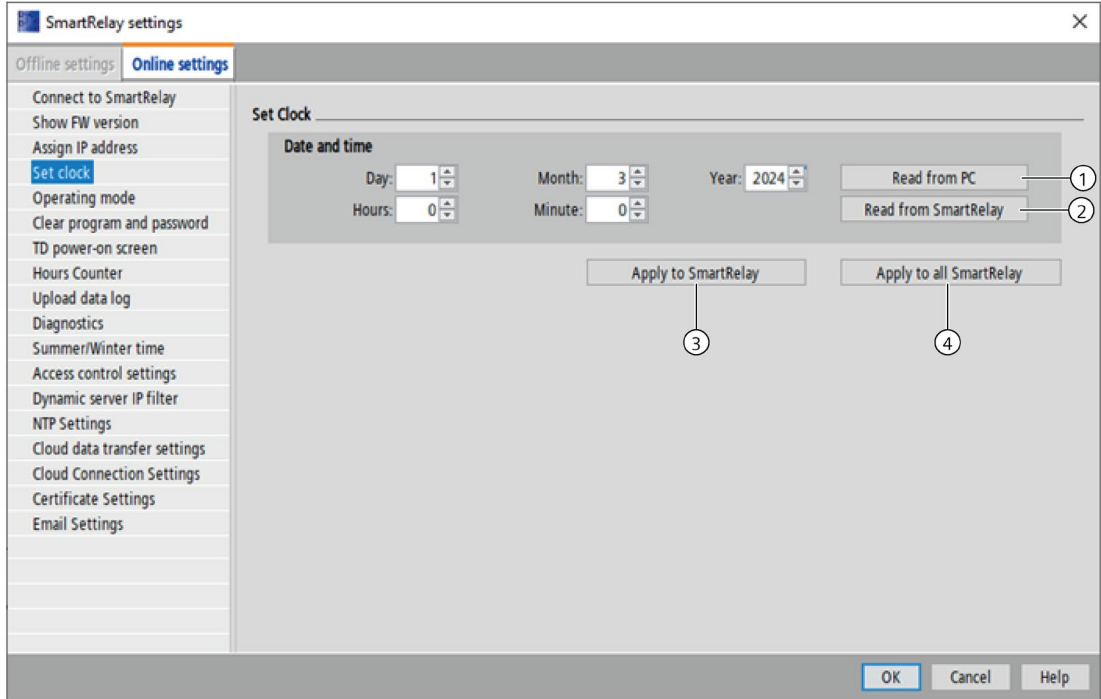 SmartRelay settings
Offline settings Online settings
Connect to SmartRelay
Show FW version
Assign IP address
Set clock
Operating mode
Clear program and password
TD power-on screen
Hours Counter
Upload data log
Diagnostics
Summer/Winter time
Access control settings
Dynamic server IP filter
NTP Settings
Cloud data transfer settings
Cloud Connection Settings
Certificate Settings
Email Settings
Set Clock
Date and time
Day: 1 Month: 3 Year: 2024 Read from PC 1
Hours: 0 Minute: 0 Read from SmartRelay 2
Apply to SmartRelay Apply to all SmartRelay
3 4
OK Cancel Help